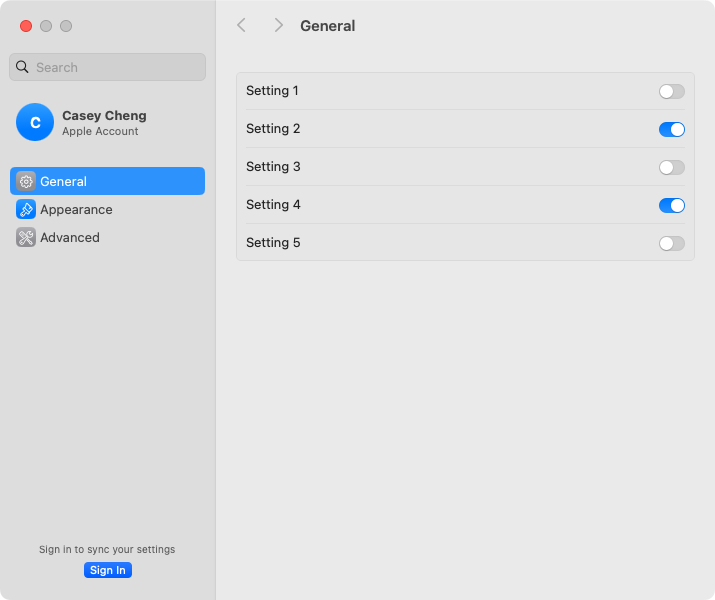 General
Search
C
Casey Cheng
Apple Account
General
Appearance
Advanced
Setting 1
Setting 2
Setting 3
Setting 4
Setting 5
Sign in to sync your settings
Sign In